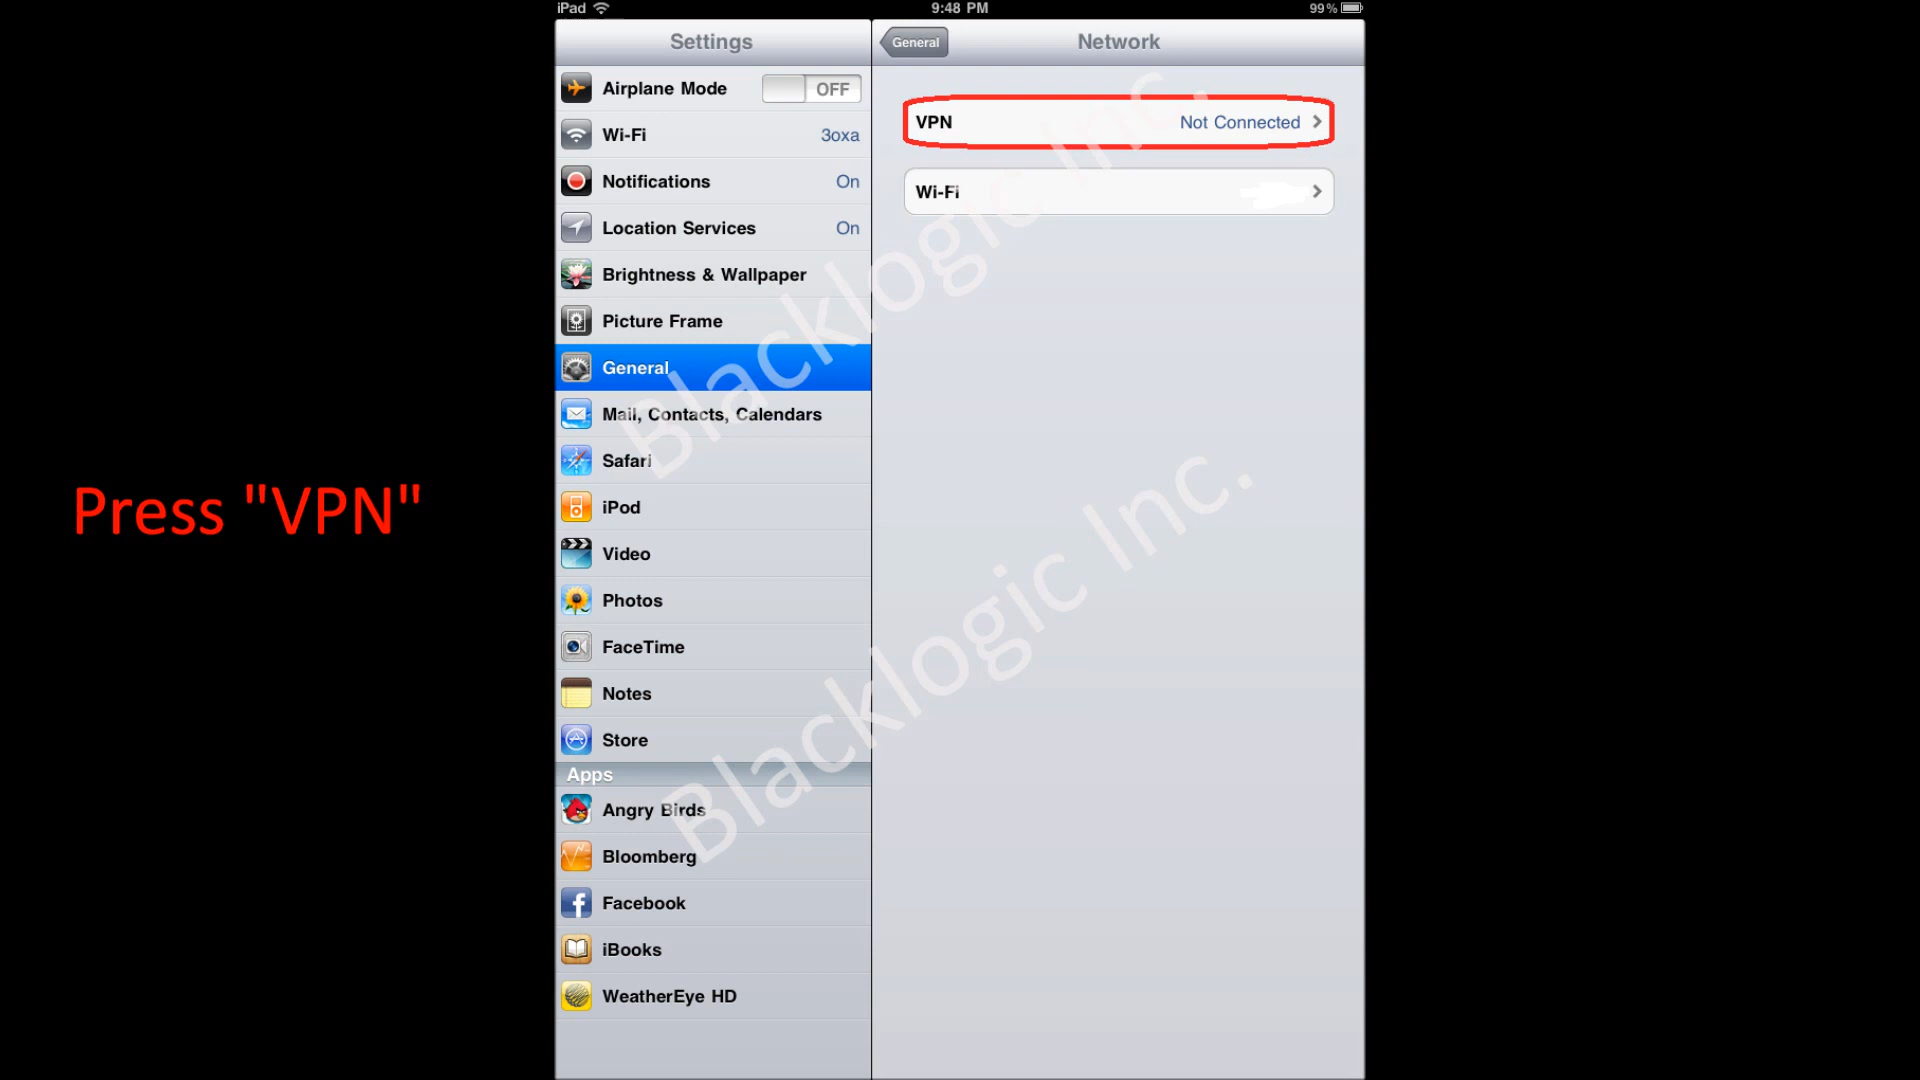 iPad 9:48 PM 99%
Settings
General Network
Airplane Mode OFF
Wi-Fi 3oxa
Notifications On
Location Services On
Brightness & Wallpaper
Picture Frame
General
Mail, Contacts, Calendars
Safari
iPod
Video
Photos
FaceTime
Notes
Store
Apps
Angry Birds
Bloomberg
Facebook
iBooks
WeatherEye HD
VPN Not Connected
Wi-Fi
Press "VPN"
Blacklogic Inc.
Blacklogic Inc.